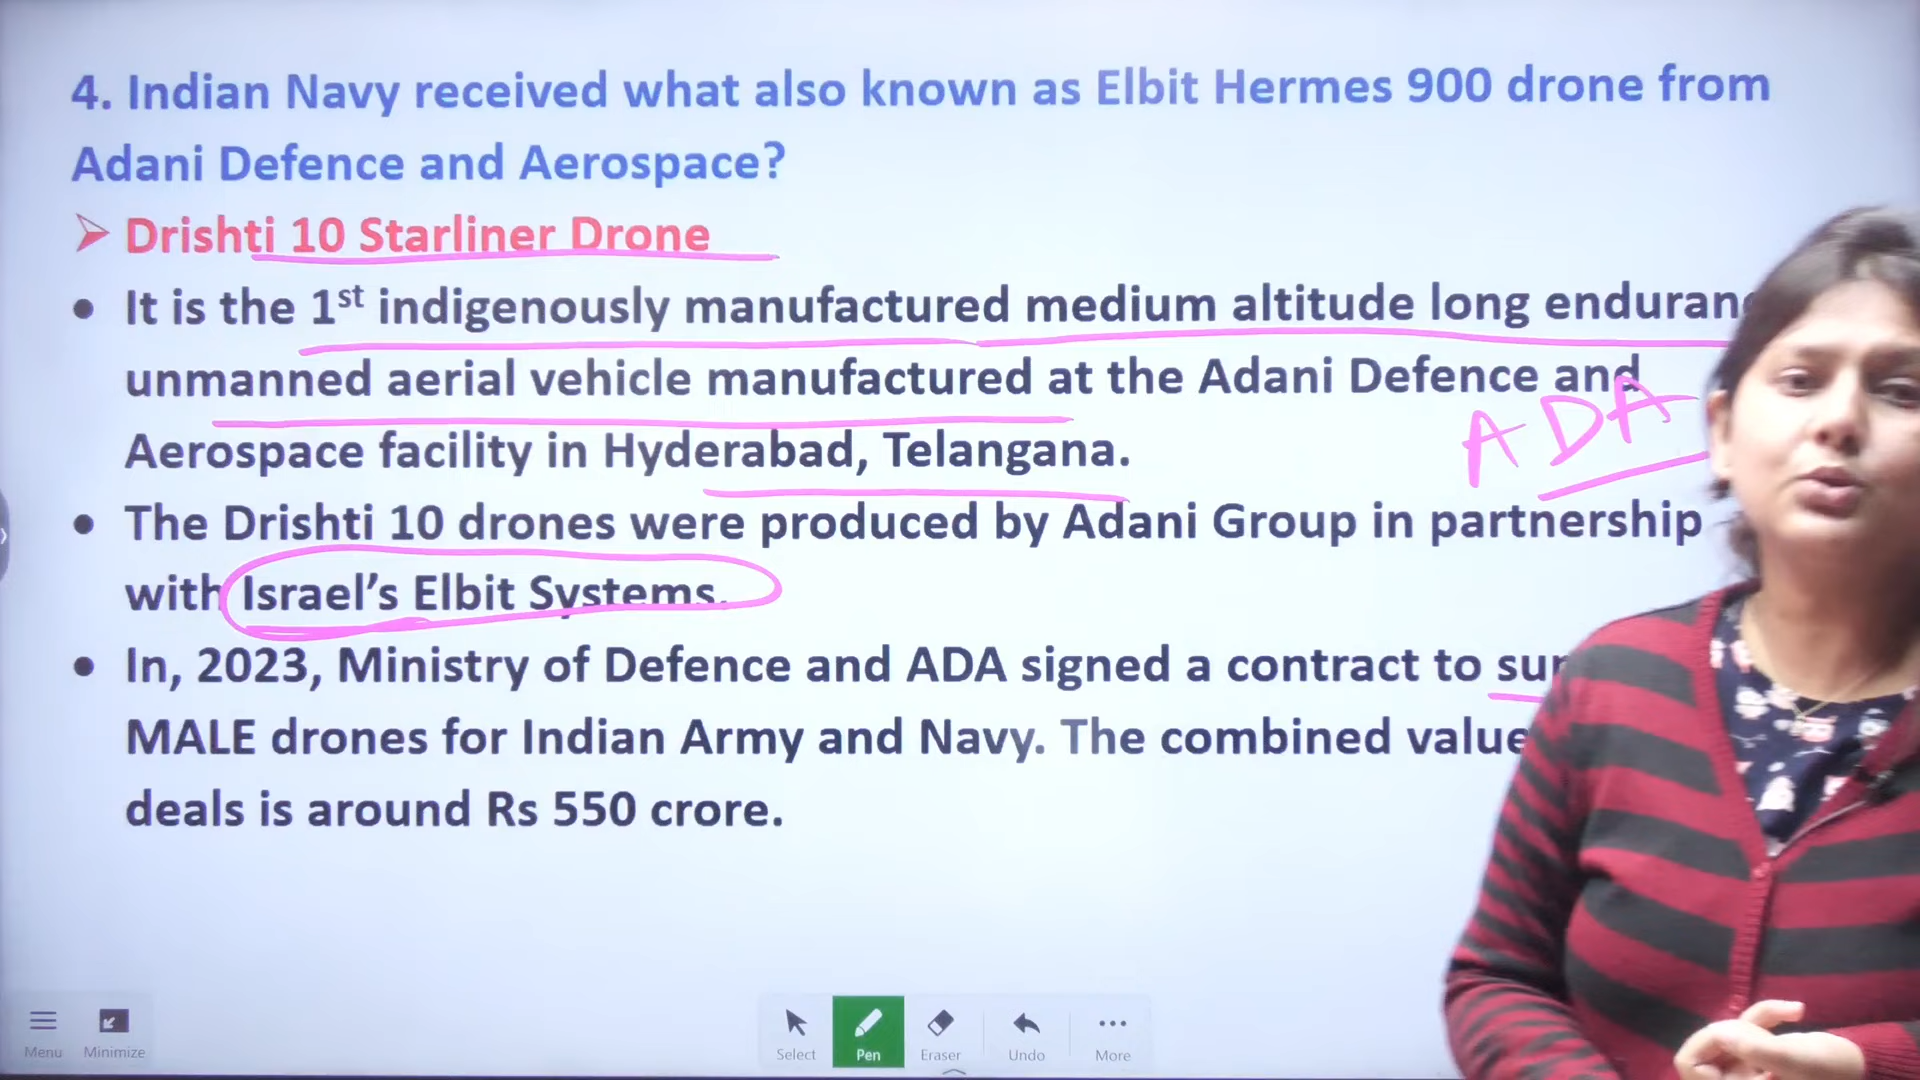 4. Indian Navy received what also known as Elbit Hermes 900 drone from
Adani Defence and Aerospace?
Drishti 10 Starliner Drone
It is the 1st indigenously manufactured medium altitude long
unmanned aerial vehicle manufactured at the Adani Defence and
ADA
Aerospace facility in Hyderabad, Telangana.
The Drishti 10 drones were produced by Adani Group in partnership
with Israel's Elbit Systems.
In, 2023, Ministry of Defence and ADA signed a contract to
MALE drones for Indian Army and Navy. The combined value
deals is around Rs 550 crore.
Menu
Minimize
Select
Pen
Eraser
Undo
More